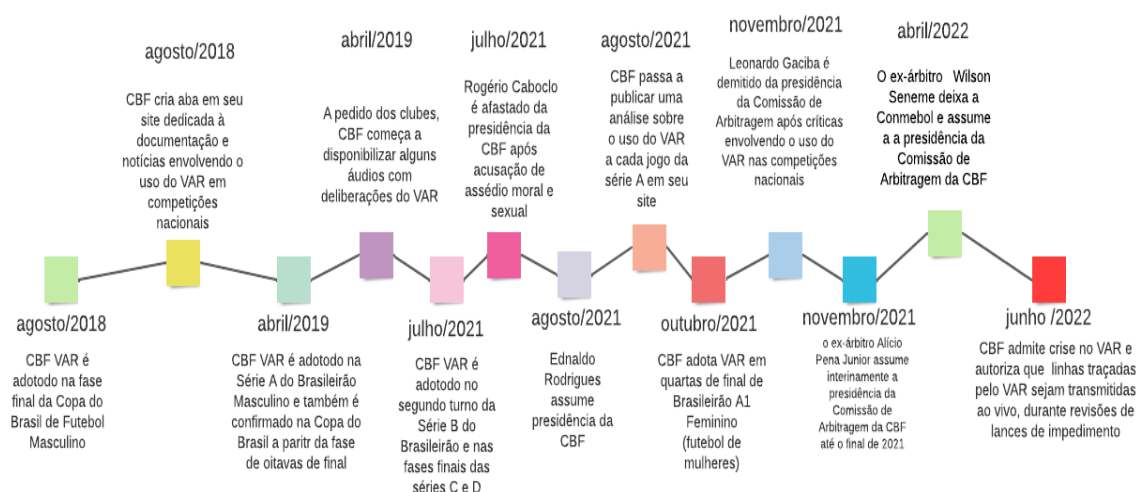 agosto/2018
CBF VAR é
adotodo na fase
final da Copa do
Brasil de Futebol
Masculino
agosto/2018
CBF cria aba em seu
site dedicada à
documentação e
notícias envolvendo o
uso do VAR em
competições
nacionais
abril/2019
CBF VAR é adotodo na
Série A do Brasileirão
Masculino e também é
confirmado na Copa do
Brasil a paritr da fase
de oitavas de final
abril/2019
A pedido dos clubes,
CBF começa a
disponibilizar alguns
áudios com
deliberações do VAR
julho/2021
CBF VAR é
adotodo no
segundo turno da
Série B do
Brasileirão e nas
fases finais das
séries C e D
julho/2021
Rogério Caboclo
é afastado da
presidência da
CBF após
acusação de
assédio moral e
sexual
agosto/2021
Ednaldo
Rodrigues
assume
presidência da
CBF
agosto/2021
CBF passa a
publicar uma
análise sobre
o uso do VAR
a cada jogo da
série A em seu
site
outubro/2021
CBF adota VAR em
quartas de final de
Brasileirão A1
Feminino
(futebol de
mulheres)
novembro/2021
Leonardo Gaciba é
demitido da presidência
da Comissão de
Arbitragem após críticas
envolvendo o uso do
VAR nas competições
nacionais
novembro/2021
o ex-árbitro Alício
Pena Junior assume
interinamente a
presidência da
Comissão de
Arbitragem da CBF
até o final de 2021
abril/2022
O ex-árbitro Wilson
Seneme deixa a
Conmebol e assume
a a presidência da
Comissão de
Arbitragem da CBF
junho /2022
CBF admite crise no VAR e
autoriza que linhas traçadas
pelo VAR sejam transmitidas
ao vivo, durante revisões de
lances de impedimento